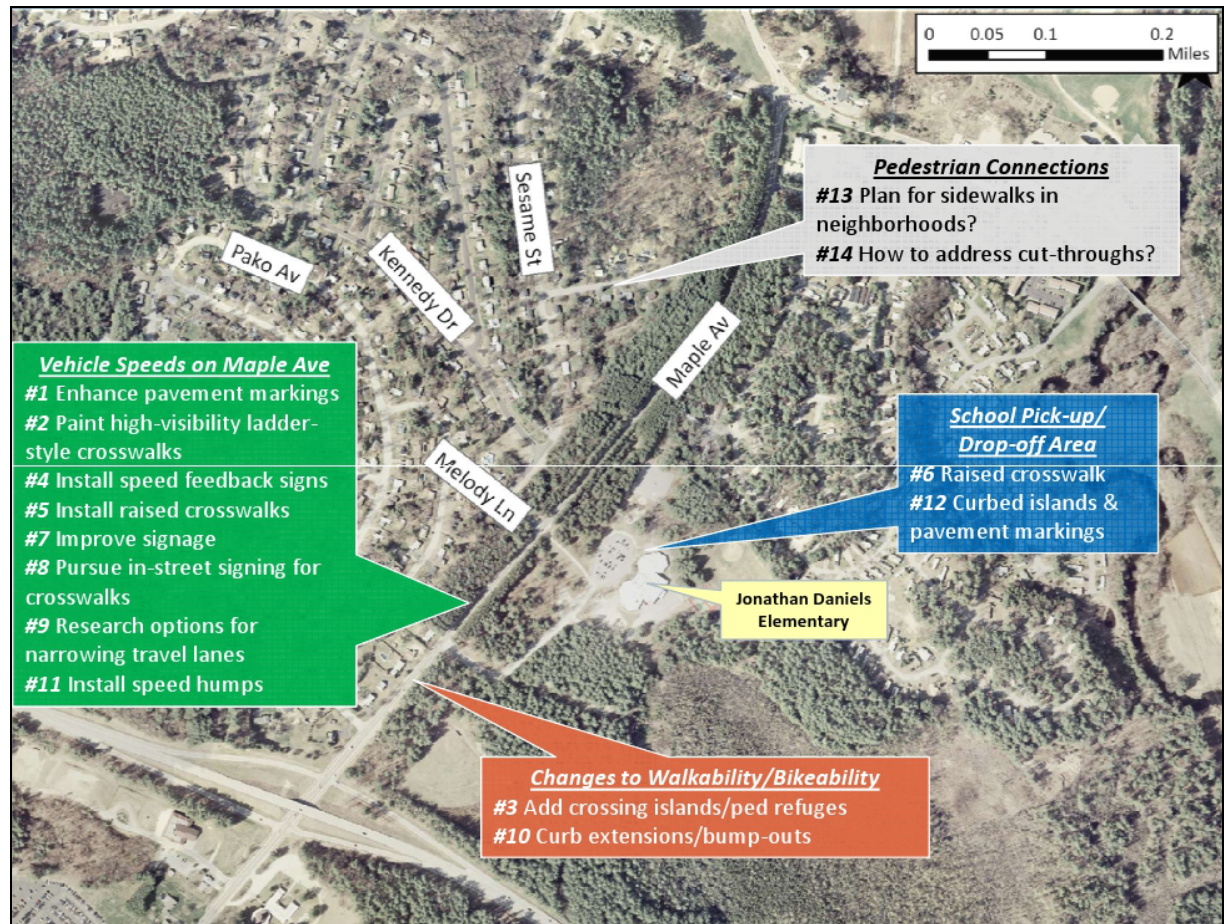 0 0.05 0.1 0.2
Miles
Pedestrian Connections
#13 Plan for sidewalks in
neighborhoods?
#14 How to address cut-throughs?
Sesame St
Pako Av
Kennedy Dr
Maple Av
Melody Ln
Vehicle Speeds on Maple Ave
#1 Enhance pavement markings
#2 Paint high-visibility ladder-
style crosswalks
#4 Install speed feedback signs
#5 Install raised crosswalks
#7 Improve signage
#8 Pursue in-street signing for
crosswalks
#9 Research options for
narrowing travel lanes
#11 Install speed humps
School Pick-up/
Drop-off Area
#6 Raised crosswalk
#12 Curbed islands &
pavement markings
Jonathan Daniels
Elementary
Changes to Walkability/Bikeability
#3 Add crossing islands/ped refuges
#10 Curb extensions/bump-outs